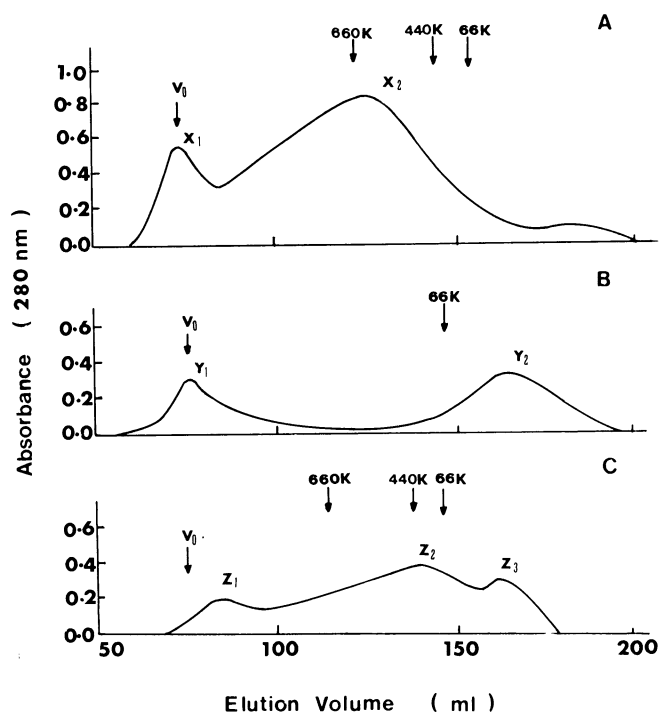 A
660K 440K 66K
V0
X1
X2
1·0
0·8
0·6
0·4
0·2
0·0
B
66K
V0
Y1
Y2
0·6
0·4
0·2
0·0
C
660K 440K 66K
V0
Z1
Z2
Z3
0·6
0·4
0·2
0·0
50 100 150 200
Absorbance ( 280 nm )
Elution Volume ( ml )